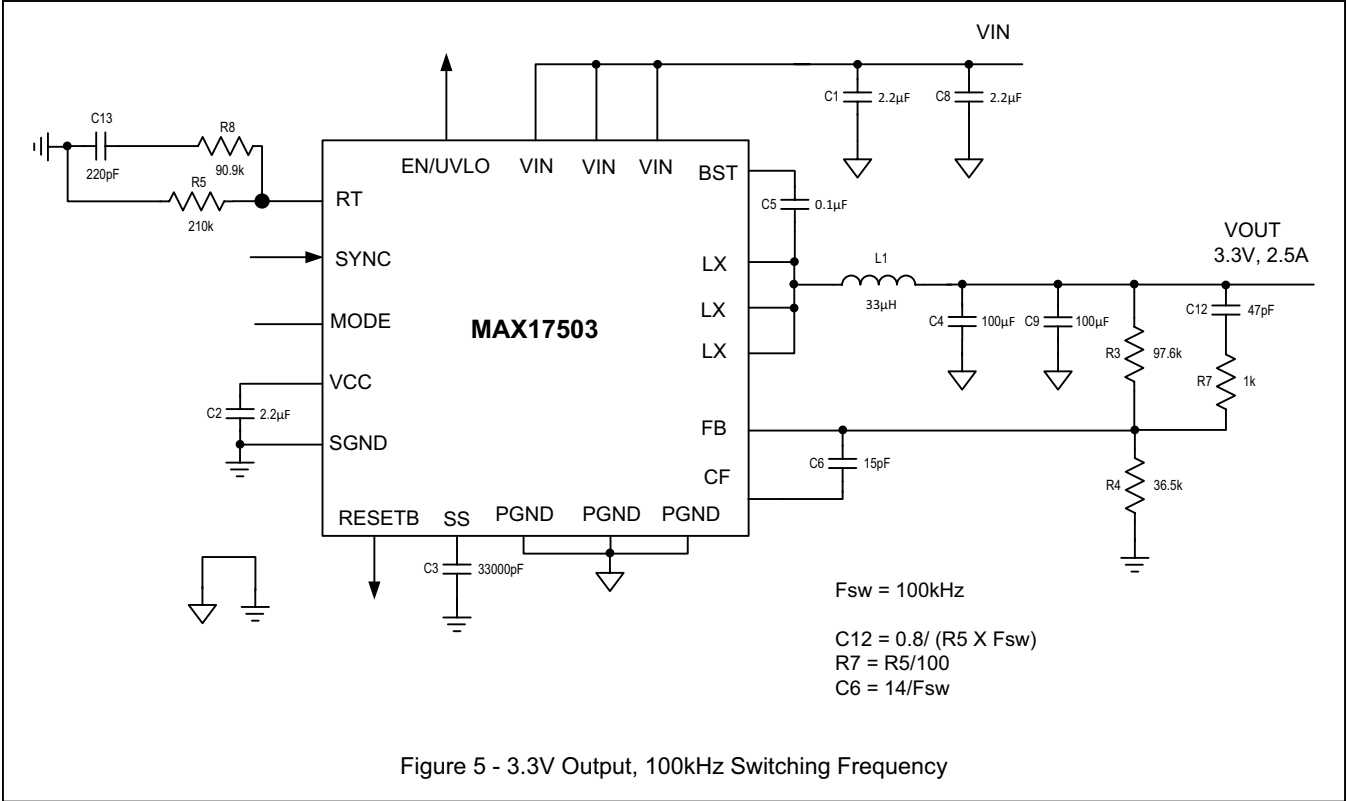 VIN
C1
2.2µF
C8
2.2µF
C13
220pF
R8
90.9k
R5
210k
EN/UVLO
VIN
VIN
VIN
BST
RT
C5
0.1µF
SYNC
LX
L1
33µH
VOUT
3.3V, 2.5A
MODE
MAX17503
LX
LX
C4
100µF
C9
100µF
C12
47pF
R3
97.6k
R7
1k
VCC
C2
2.2µF
SGND
FB
C6
15pF
CF
R4
36.5k
RESETB
SS
PGND
PGND
PGND
C3
33000pF
Fsw = 100kHz
C12 = 0.8/ (R5 X Fsw)
R7 = R5/100
C6 = 14/Fsw
Figure 5 - 3.3V Output, 100kHz Switching Frequency